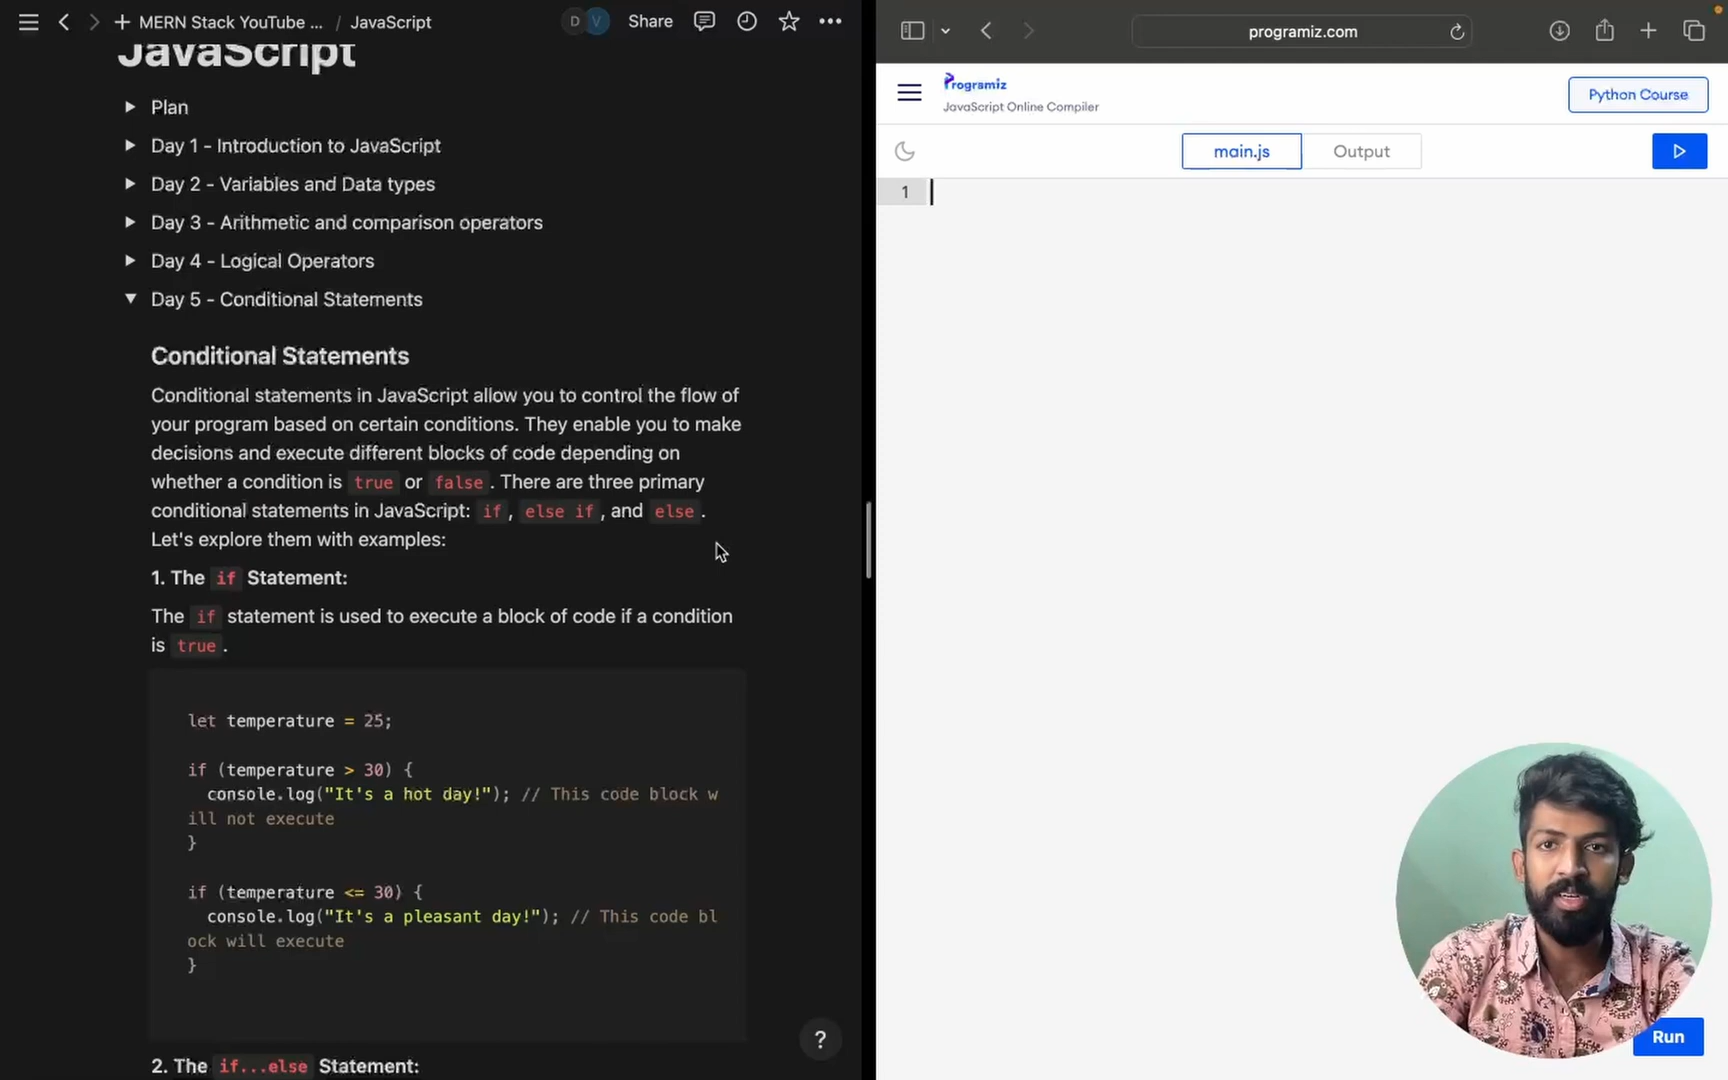 MERN Stack YouTube ... / JavaScript
D V Share
JavaScript
Plan
Day 1 - Introduction to JavaScript
Day 2 - Variables and Data types
Day 3 - Arithmetic and comparison operators
Day 4 - Logical Operators
Day 5 - Conditional Statements
Conditional Statements
Conditional statements in JavaScript allow you to control the flow of
your program based on certain conditions. They enable you to make
decisions and execute different blocks of code depending on
whether a condition is true or false. There are three primary
conditional statements in JavaScript: if, else if, and else.
Let's explore them with examples:
1. The if Statement:
The if statement is used to execute a block of code if a condition
is true.
let temperature = 25;
if (temperature > 30) {
console.log("It's a hot day!"); // This code block w
ill not execute
}
if (temperature <= 30) {
console.log("It's a pleasant day!"); // This code bl
ock will execute
}
2. The if...else Statement:
?
programiz.com
Programiz
JavaScript Online Compiler
Python Course
main.js
Output
1
Run